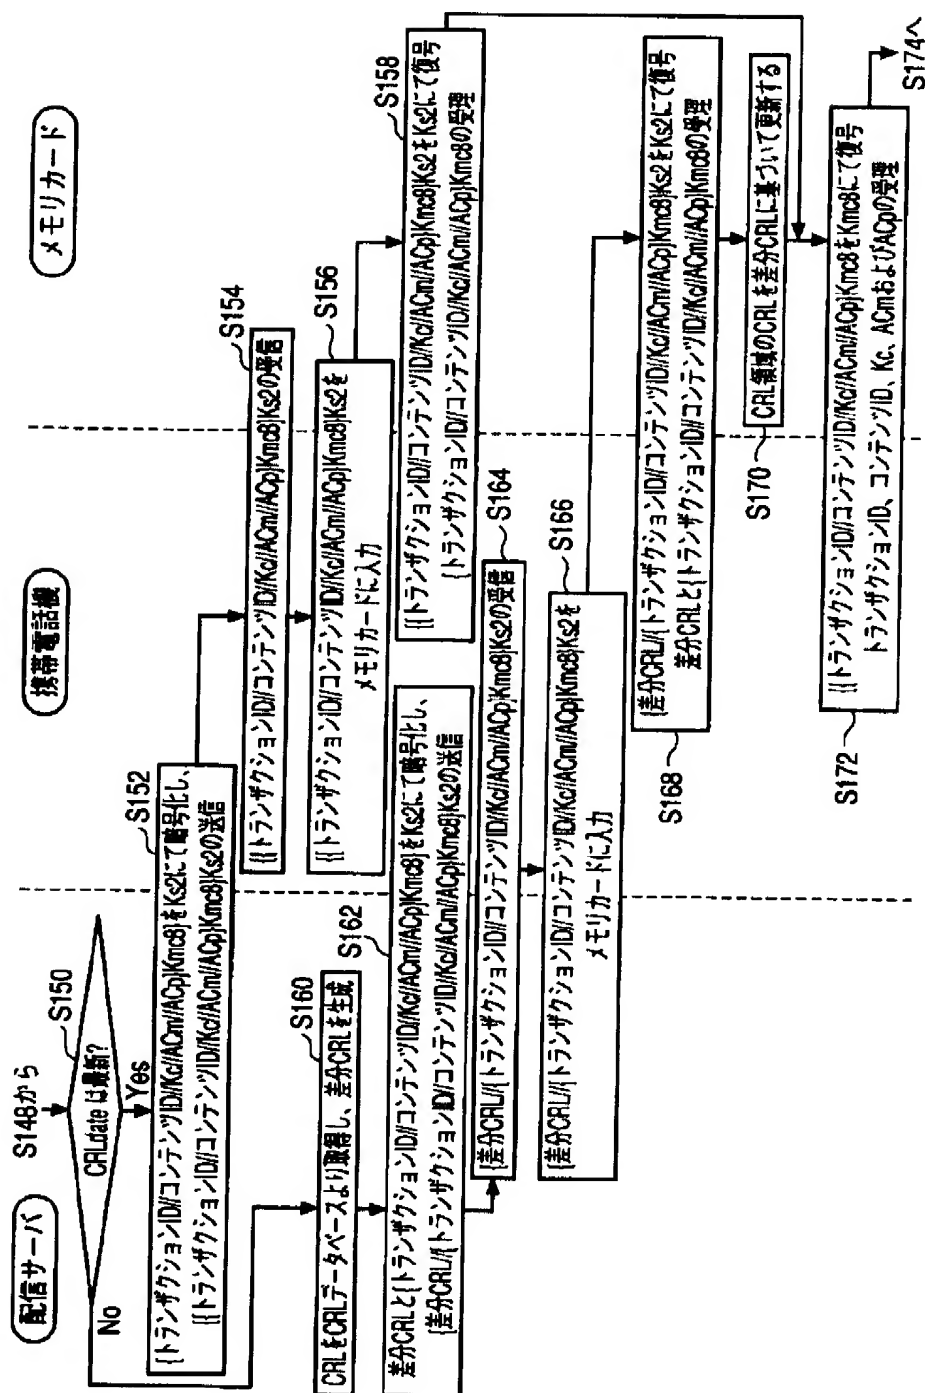 配信サーバ
携帯電話機
メモリカード
S148から
S150
CRLdate は最新?
Yes
No
S152
{トランザクションID//コンテンツID//Kc//ACm//ACp}Kmc8}をKs2にて暗号化し、
{{トランザクションID//コンテンツID//Kc//ACm//ACp}Kmc8}Ks2の送信
S154
{{トランザクションID//コンテンツID//Kc//ACm//ACp}Kmc8}Ks2の受信
S156
{{トランザクションID//コンテンツID//Kc//ACm//ACp}Kmc8}Ks2を
メモリカードに入力
S158
{{トランザクションID//コンテンツID//Kc//ACm//ACp}Kmc8}Ks2をKs2にて復号
{トランザクションID//コンテンツID//Kc//ACm//ACp}Kmc8の受理
S160
CRLをCRLデータベースより取得し、差分CRLを生成
S162
差分CRLと{トランザクションID//コンテンツID//Kc//ACm//ACp}Kmc8}をKs2にて暗号化し、
{差分CRL//{トランザクションID//コンテンツID//Kc//ACm//ACp}Kmc8}Ks2の送信
S164
{差分CRL//{トランザクションID//コンテンツID//Kc//ACm//ACp}Kmc8}Ks2の受信
S166
{差分CRL//{トランザクションID//コンテンツID//Kc//ACm//ACp}Kmc8}Ks2を
メモリカードに入力
S168
{差分CRL//{トランザクションID//コンテンツID//Kc//ACm//ACp}Kmc8}Ks2をKs2にて復号
差分CRLと{トランザクションID//コンテンツID//Kc//ACm//ACp}Kmc8の受理
S170
CRL領域のCRLを差分CRLに基づいて更新する
S172
{{トランザクションID//コンテンツID//Kc//ACm//ACp}Kmc8をKmc8にて復号
トランザクションID、コンテンツID、Kc、ACmおよびACpの受理
S174へ